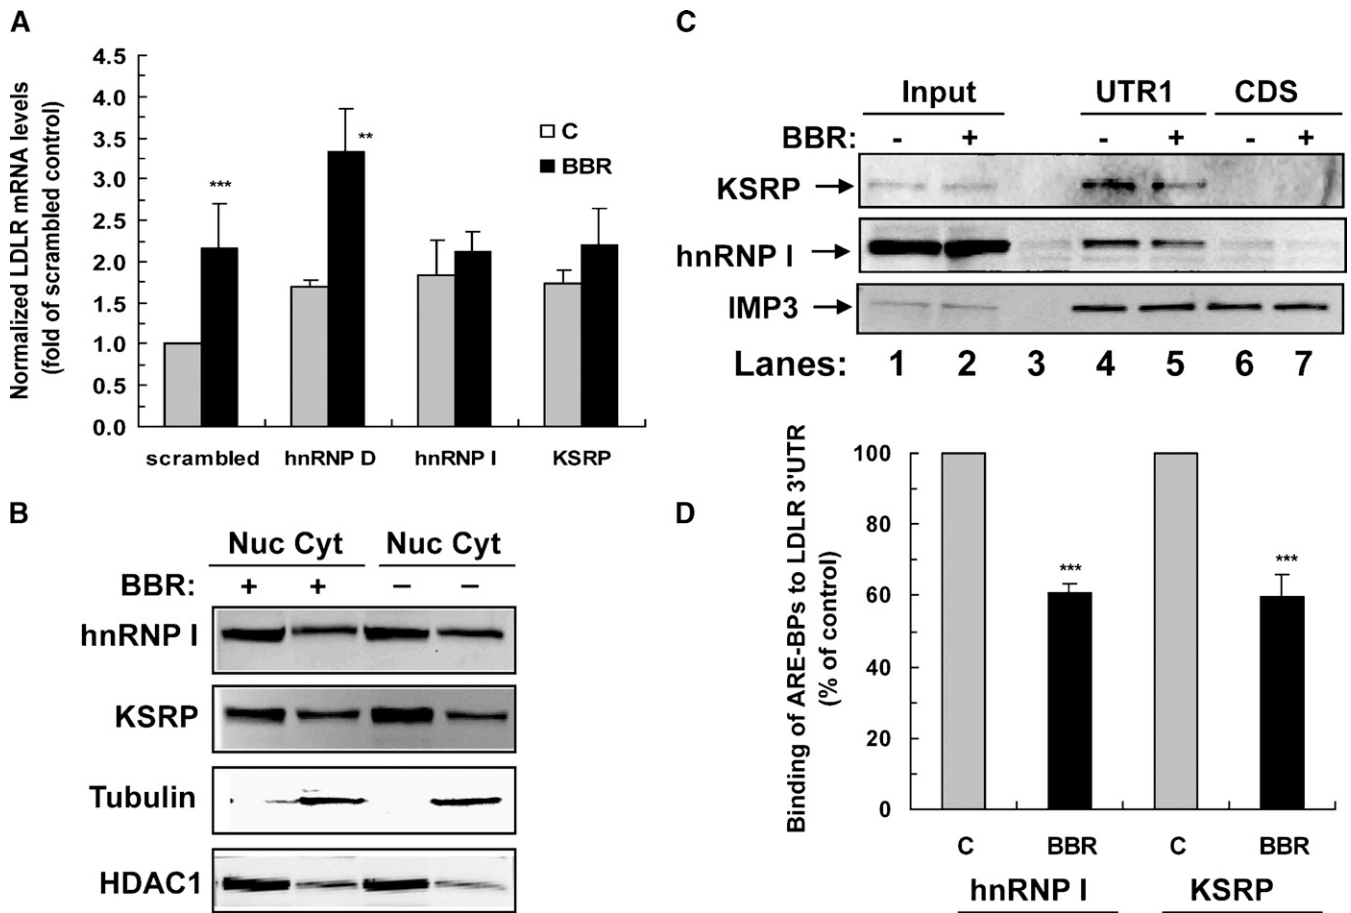 A
Normalized LDLR mRNA levels
(fold of scrambled control)
4.5
4.0
3.5
3.0
2.5
2.0
1.5
1.0
0.5
0.0
C
BBR
***
**
scrambled hnRNP D hnRNP I KSRP
B
Nuc Cyt Nuc Cyt
BBR: + + – –
hnRNP I
KSRP
Tubulin
HDAC1
C
Input UTR1 CDS
BBR: - + - + - +
KSRP
hnRNP I
IMP3
Lanes: 1 2 3 4 5 6 7
D
Binding of ARE-BPs to LDLR 3'UTR
(% of control)
100
80
60
40
20
0
***
***
C BBR C BBR
hnRNP I KSRP